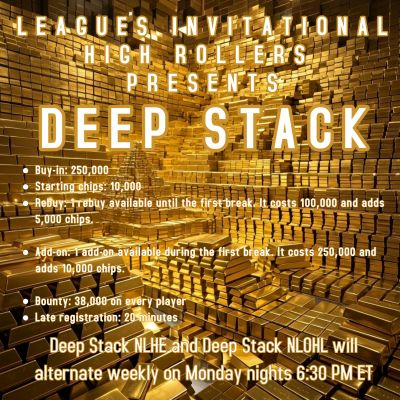 LEAGUES INVITATIONAL
HIGH ROLLERS
PRESENTS
DEEP STACK
• Buy-in: 250,000
• Starting chips: 10,000
• Rebuy: 1 rebuy available until the first break. It costs 100,000 and adds
5,000 chips.
• Add-on: 1 add-on available during the first break. It costs 250,000 and
adds 10,000 chips.
• Bounty: 38,000 on every player
• Late registration: 20 minutes
Deep Stack NLHE and Deep Stack NLOHL will
alternate weekly on Monday nights 6:30 PM ET